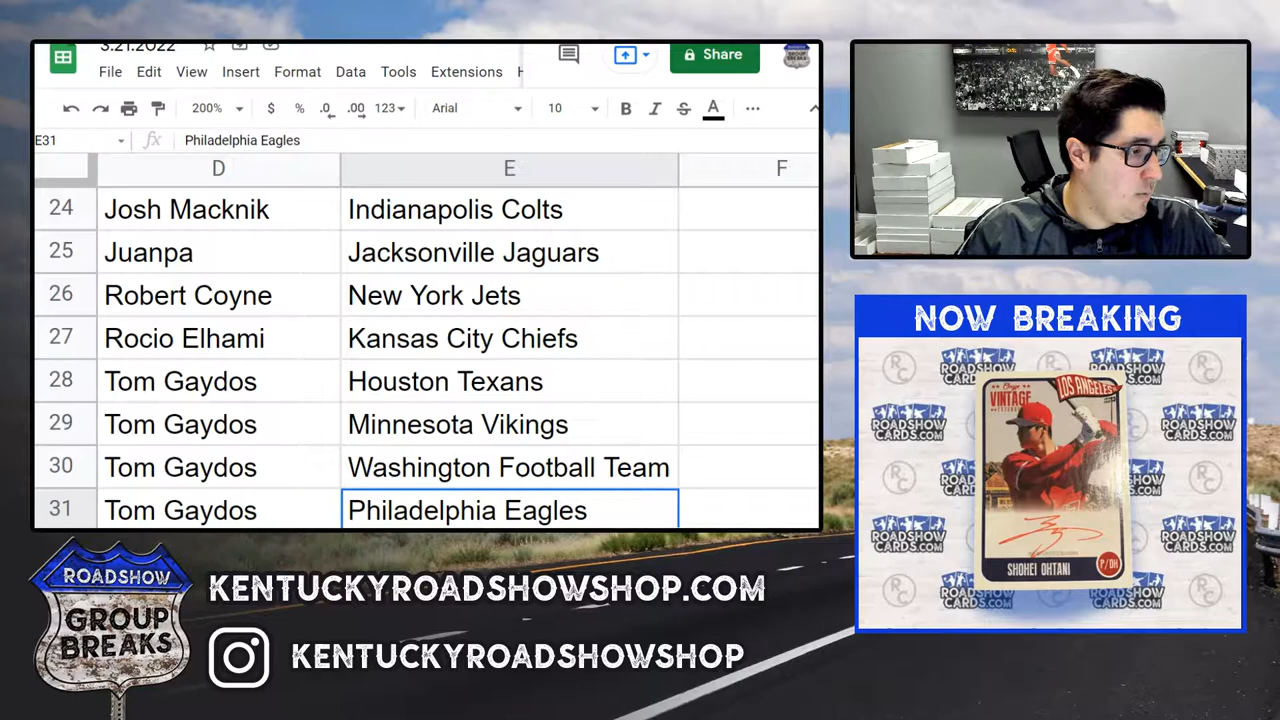 3.21.2022
File Edit View Insert Format Data Tools Extensions
Share
200% $ % .0 .00 123 Arial 10 B I S A
E31 fx Philadelphia Eagles
D E F
24 Josh Macknik Indianapolis Colts
25 Juanpa Jacksonville Jaguars
26 Robert Coyne New York Jets
27 Rocio Elhami Kansas City Chiefs
28 Tom Gaydos Houston Texans
29 Tom Gaydos Minnesota Vikings
30 Tom Gaydos Washington Football Team
31 Tom Gaydos Philadelphia Eagles
NOW BREAKING
ROADSHOW
CARDS.COM
RC
VINTAGE
LOS ANGELES
SHOHEI OHTANI
P/DH
ROADSHOW
GROUP
BREAKS
KENTUCKYROADSHOWSHOP.COM
KENTUCKYROADSHOWSHOP